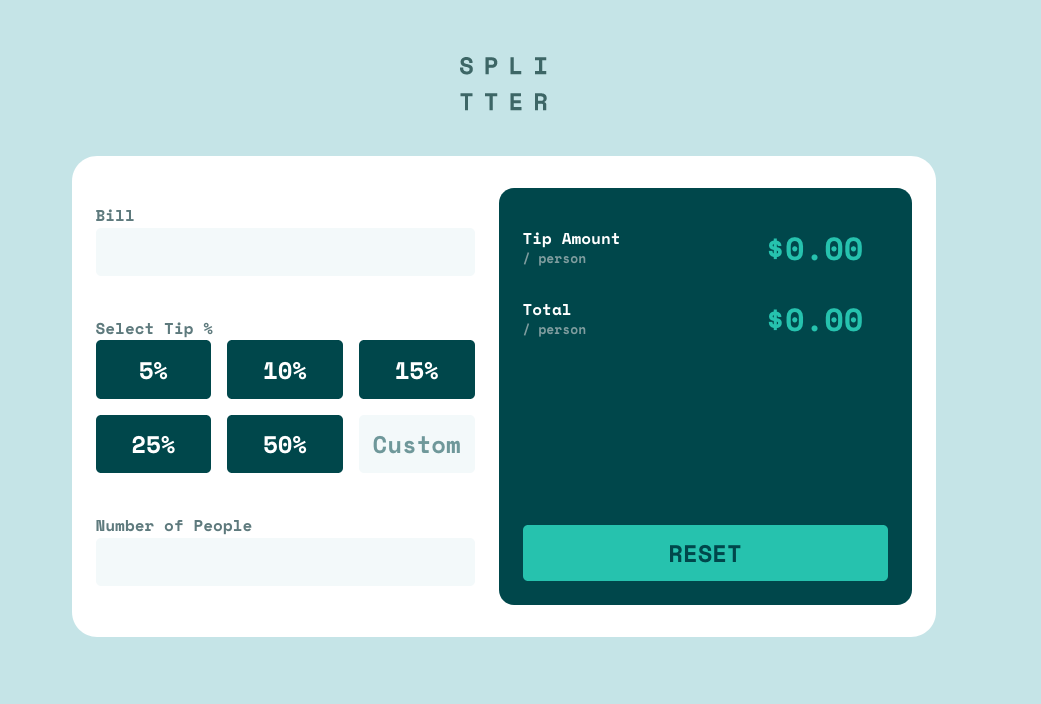 SPLI
TTER
Bill
Select Tip %
5%
10%
15%
25%
50%
Custom
Number of People
Tip Amount
/ person
$0.00
Total
/ person
$0.00
RESET